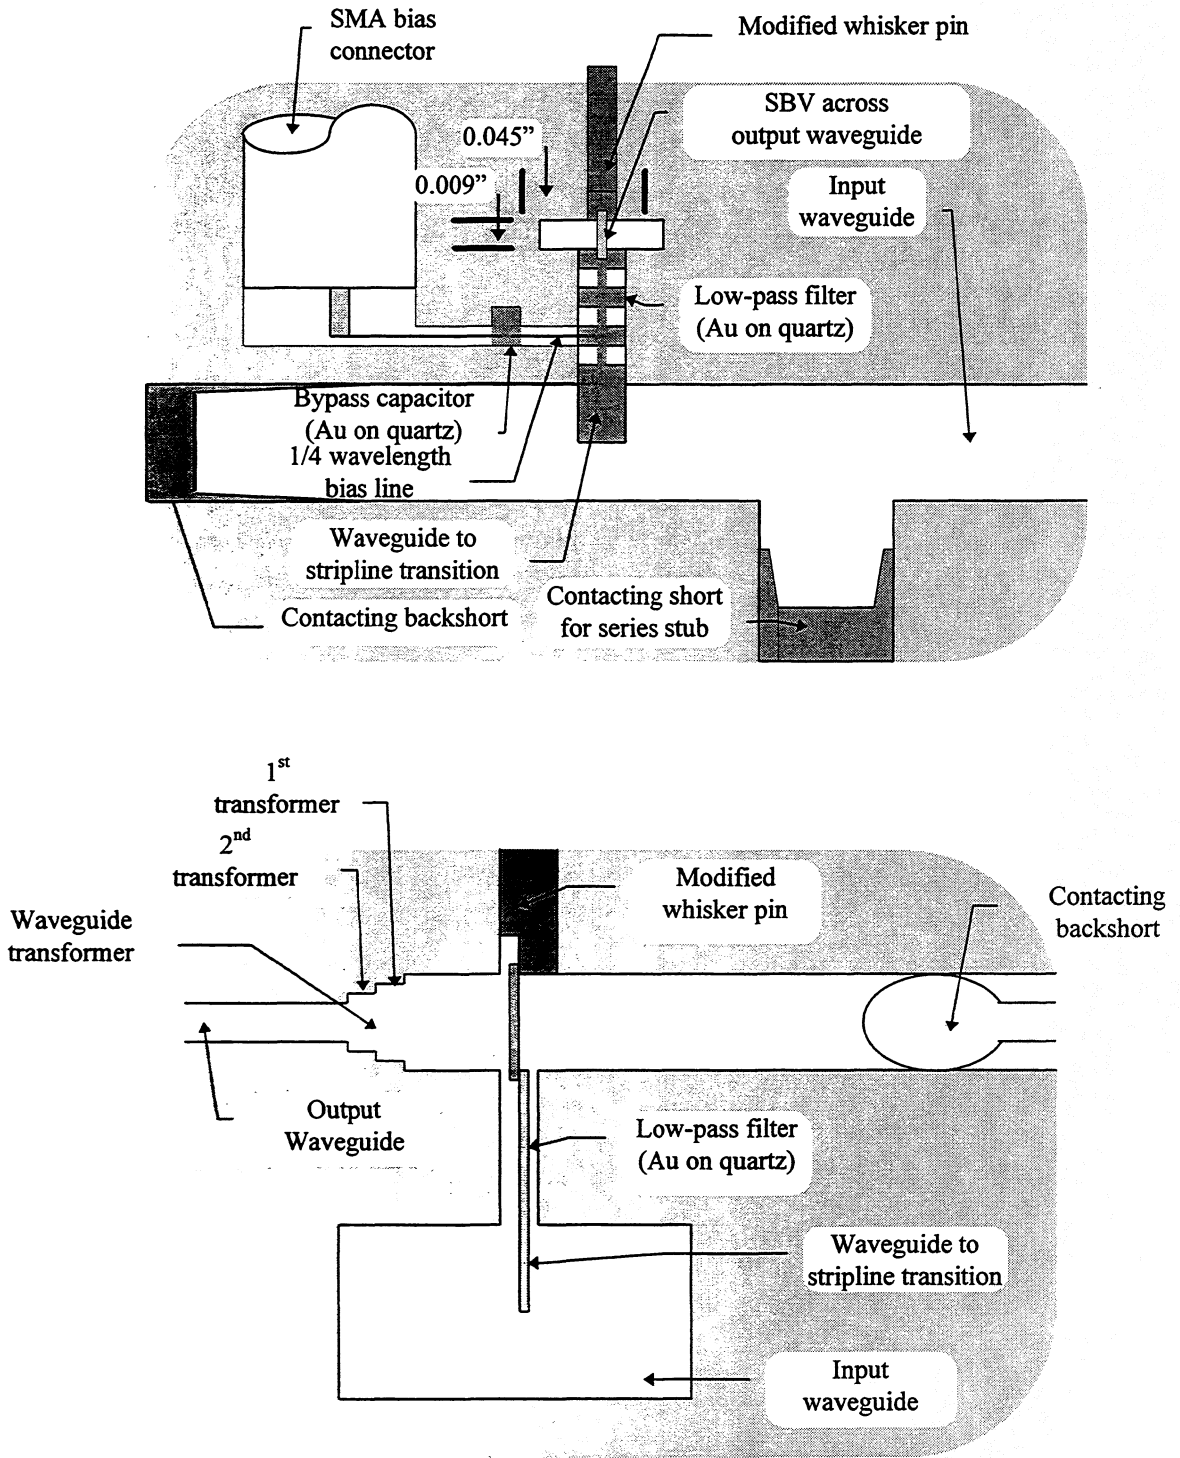 SMA bias
connector
Modified whisker pin
SBV across
output waveguide
0.045”
0.009”
Input
waveguide
Low-pass filter
(Au on quartz)
Bypass capacitor
(Au on quartz)
1/4 wavelength
bias line
Waveguide to
stripline transition
Contacting backshort
Contacting short
for series stub
1st
transformer
2nd
transformer
Waveguide
transformer
Modified
whisker pin
Contacting
backshort
Output
Waveguide
Low-pass filter
(Au on quartz)
Waveguide to
stripline transition
Input
waveguide